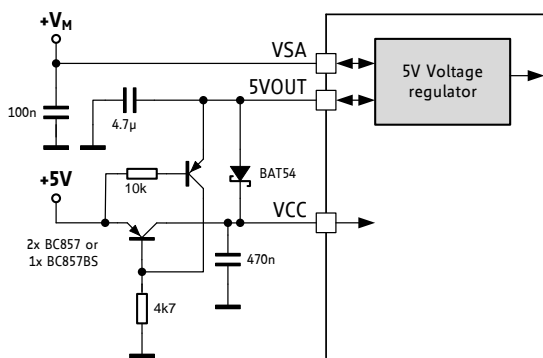 +VM
VSA
5V Voltage
regulator
100n
5VOUT
4.7µ
+5V
10k
BAT54
VCC
2x BC857 or
1x BC857BS
470n
4k7